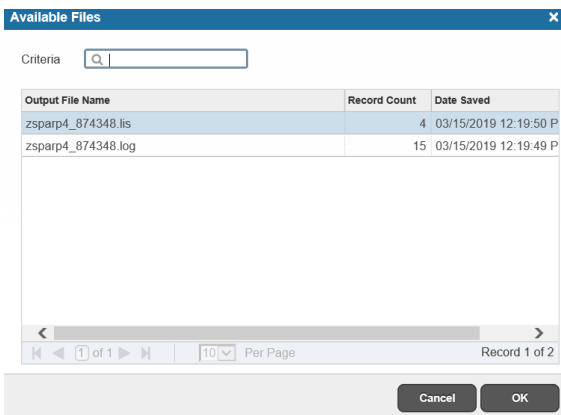 Available Files
Criteria
Output File Name Record Count Date Saved
zsparp4_874348.lis 4 03/15/2019 12:19:50 P
zsparp4_874348.log 15 03/15/2019 12:19:49 P
1 of 1 10 Per Page Record 1 of 2
Cancel OK